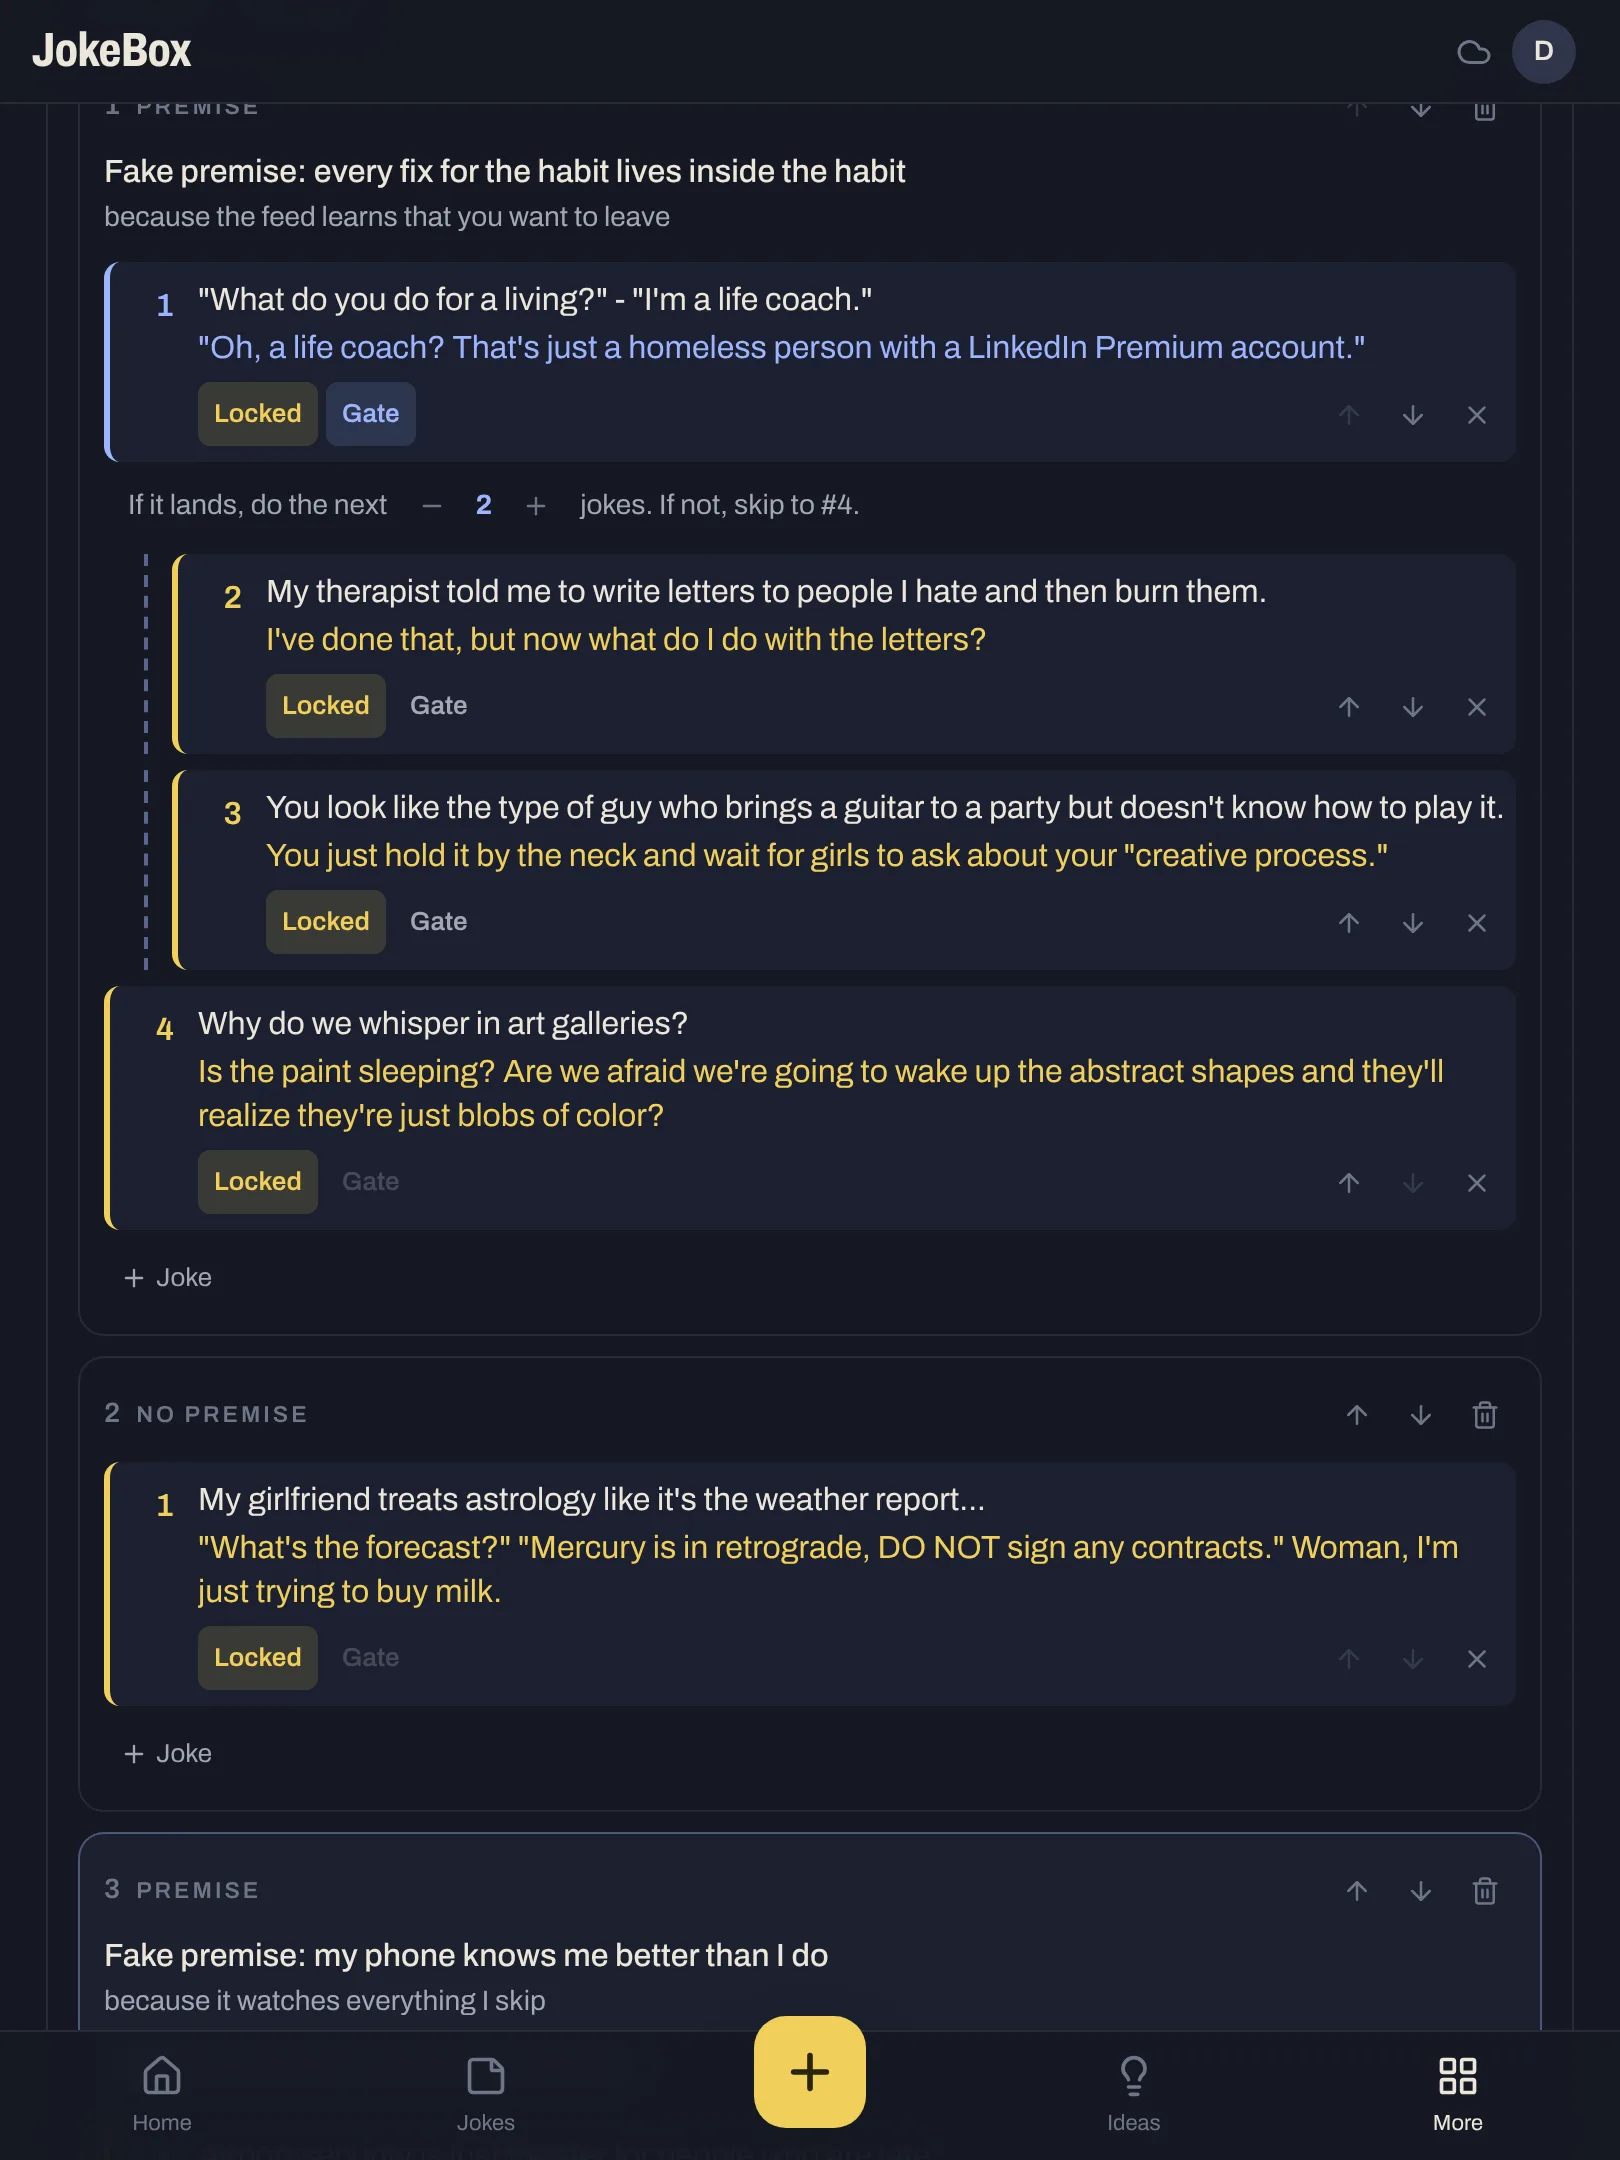 JokeBox
D
1 PREMISE
Fake premise: every fix for the habit lives inside the habit
because the feed learns that you want to leave
1 "What do you do for a living?" - "I'm a life coach."
"Oh, a life coach? That's just a homeless person with a LinkedIn Premium account."
Locked Gate
If it lands, do the next − 2 + jokes. If not, skip to #4.
2 My therapist told me to write letters to people I hate and then burn them.
I've done that, but now what do I do with the letters?
Locked Gate
3 You look like the type of guy who brings a guitar to a party but doesn't know how to play it.
You just hold it by the neck and wait for girls to ask about your "creative process."
Locked Gate
4 Why do we whisper in art galleries?
Is the paint sleeping? Are we afraid we're going to wake up the abstract shapes and they'll
realize they're just blobs of color?
Locked Gate
+ Joke
2 NO PREMISE
1 My girlfriend treats astrology like it's the weather report...
"What's the forecast?" "Mercury is in retrograde, DO NOT sign any contracts." Woman, I'm
just trying to buy milk.
Locked Gate
+ Joke
3 PREMISE
Fake premise: my phone knows me better than I do
because it watches everything I skip
Home Jokes + Ideas More